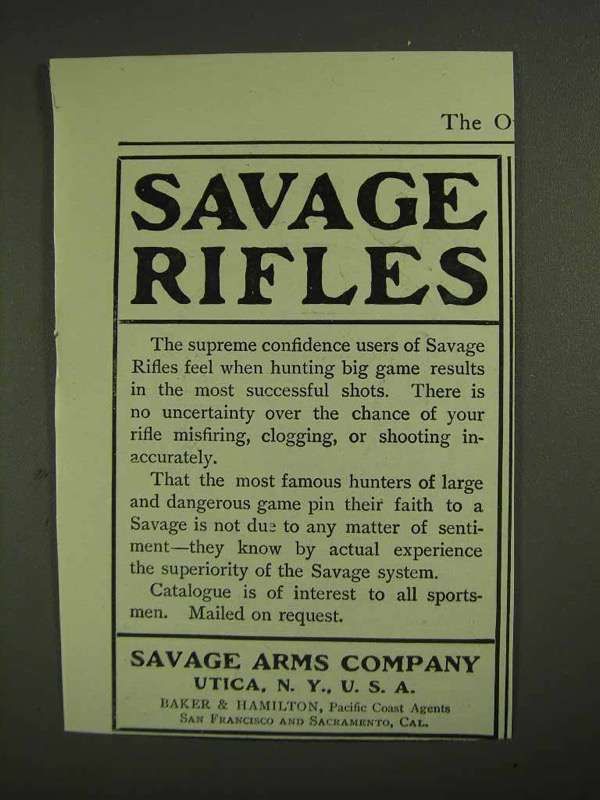 The O
SAVAGE
RIFLES
The supreme confidence users of Savage
Rifles feel when hunting big game results
in the most successful shots. There is
no uncertainty over the chance of your
rifle misfiring, clogging, or shooting in-
accurately.
That the most famous hunters of large
and dangerous game pin their faith to a
Savage is not due to any matter of senti-
ment—they know by actual experience
the superiority of the Savage system.
Catalogue is of interest to all sports-
men. Mailed on request.
SAVAGE ARMS COMPANY
UTICA, N. Y., U. S. A.
BAKER & HAMILTON, Pacific Coast Agents
SAN FRANCISCO AND SACRAMENTO, CAL.